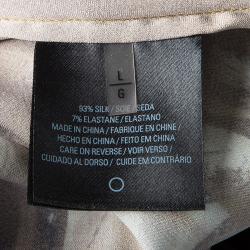 L
G
93% SILK / SOIE / SEDA
7% ELASTANE / ELASTANO
MADE IN CHINA / FABRIQUE EN CHINE /
HECHO EN CHINA / FEITO EM CHINA
CARE ON REVERSE / VOIR VERSO /
CUIDADO AL DORSO / CUIDE EM CONTRÁRIO